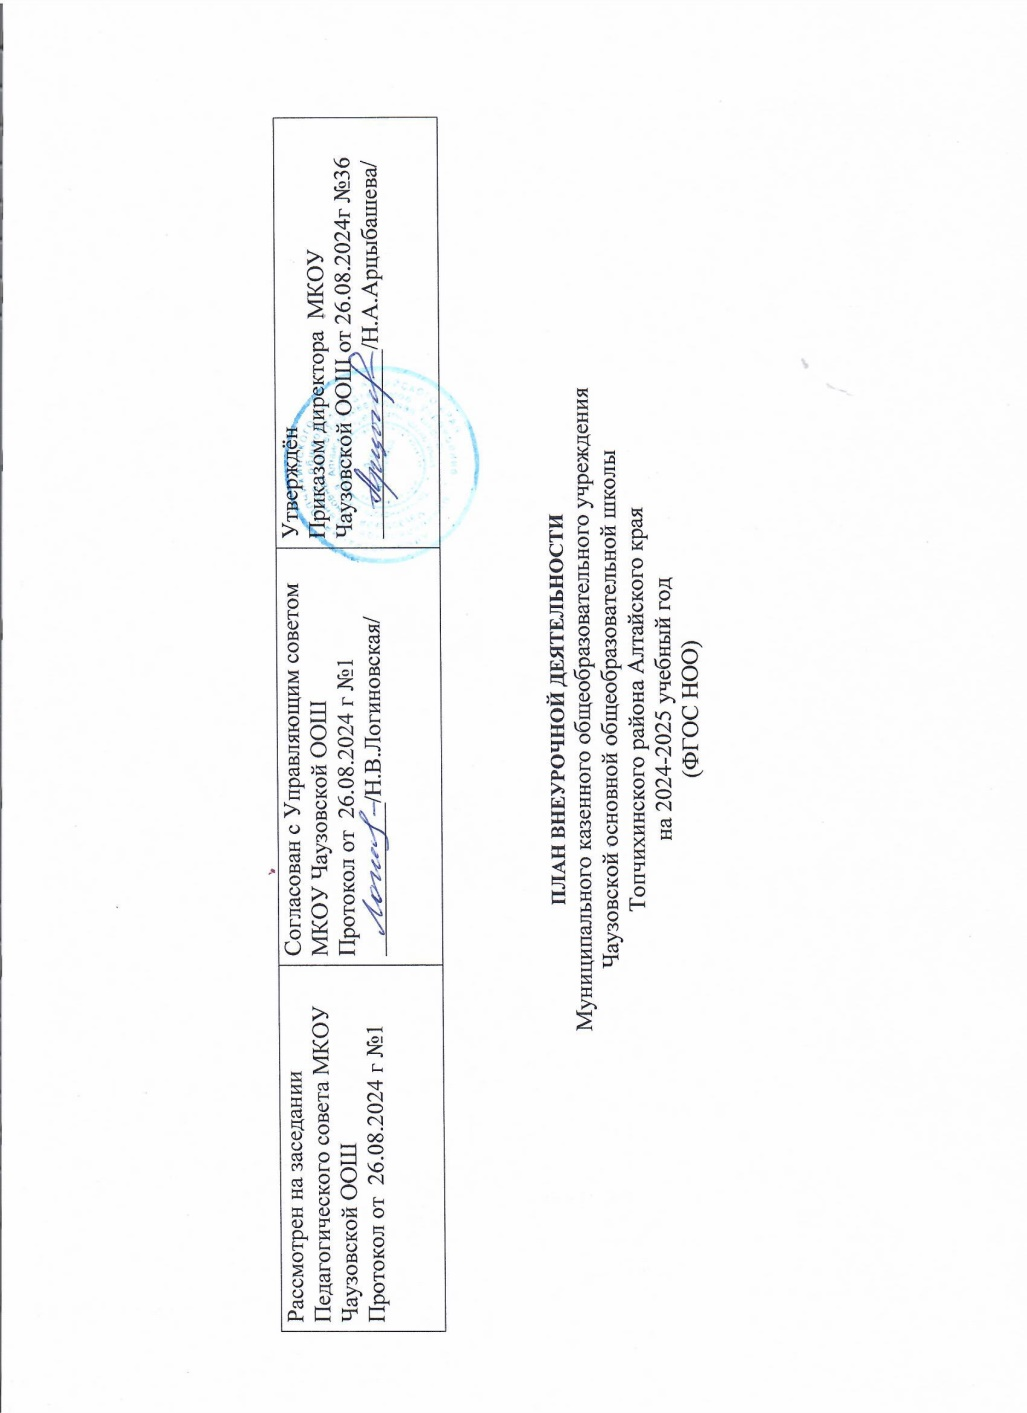 Рассмотрен на заседании
Педагогического совета МКОУ
Чаузовской ООШ
Протокол от 26.08.2024 г №1
Согласован с Управляющим советом
МКОУ Чаузовской ООШ
Протокол от 26.08.2024 г №1
/Н.В.Логиновская/
Утверждён
Приказом директора МКОУ
Чаузовской ООШ от 26.08.2024г №36
/Н.А.Арцыбашева/
ПЛАН ВНЕУРОЧНОЙ ДЕЯТЕЛЬНОСТИ
Муниципального казенного общеобразовательного учреждения
Чаузовской основной общеобразовательной школы
Топчихинского района Алтайского края
на 2024-2025 учебный год
(ФГОС НОО)